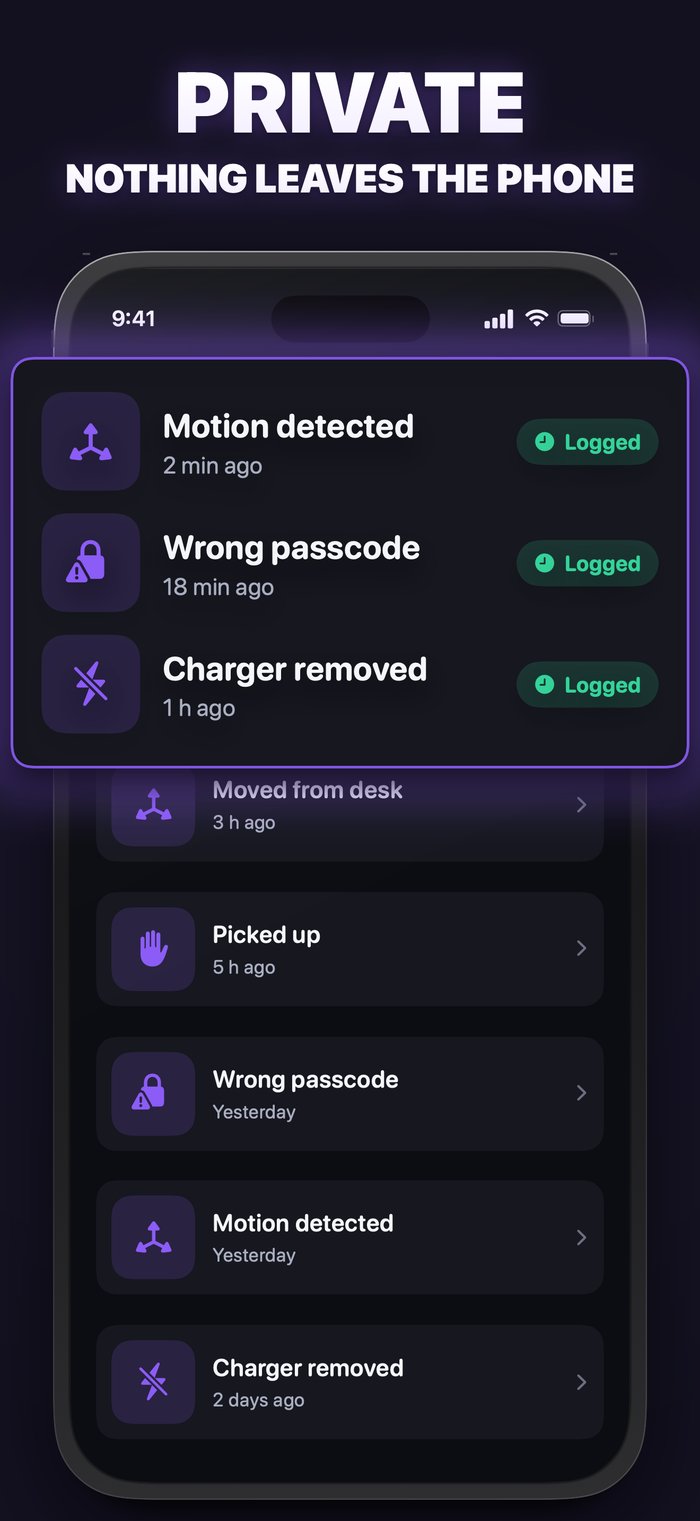 PRIVATE
NOTHING LEAVES THE PHONE
9:41
Motion detected
2 min ago
Logged
Wrong passcode
18 min ago
Logged
Charger removed
1 h ago
Logged
Moved from desk
3 h ago
Picked up
5 h ago
Wrong passcode
Yesterday
Motion detected
Yesterday
Charger removed
2 days ago